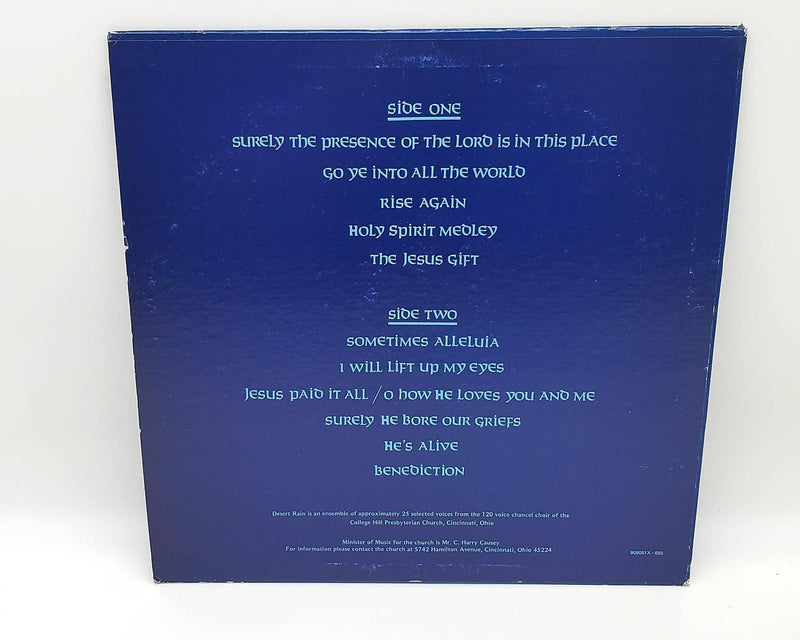 SIDE ONE
SURELY THE PRESENCE OF THE LORD IS IN THIS PLACE
GO YE INTO ALL THE WORLD
RISE AGAIN
HOLY SPIRIT MEDLEY
THE JESUS GIFT
SIDE TWO
SOMETIMES ALLELUIA
I WILL LIFT UP MY EYES
JESUS PAID IT ALL / O HOW HE LOVES YOU AND ME
SURELY HE BORE OUR GRIEFS
HE'S ALIVE
BENEDICTION
Desert Rain is an ensemble of approximately 25 selected voices from the 120 voice chancel choir of the
College Hill Presbyterian Church, Cincinnati, Ohio
Minister of Music for the church is Mr. C. Harry Causey
For information please contact the church at 5742 Hamilton Avenue, Cincinnati, Ohio 45224